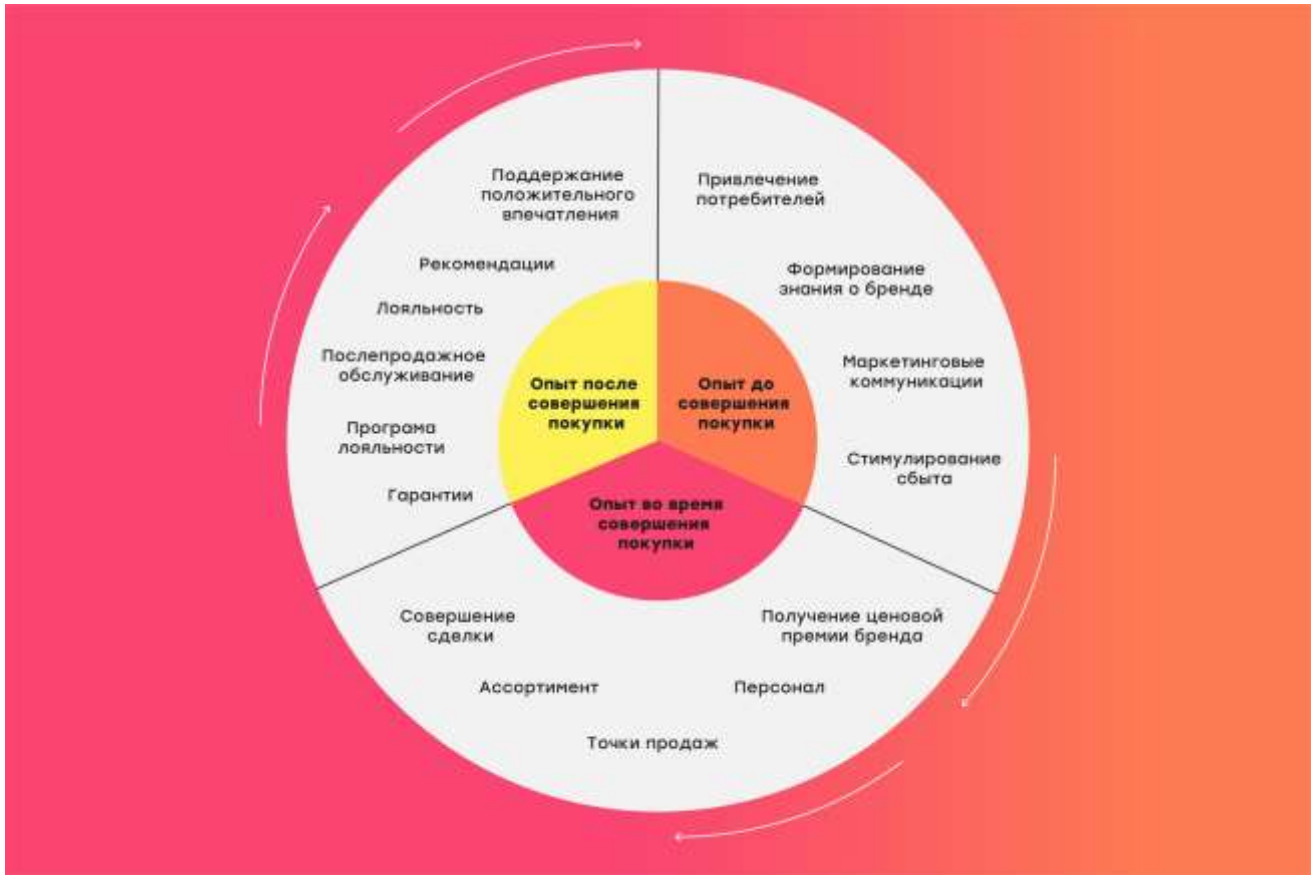 Поддержание
положительного
впечатления
Рекомендации
Лояльность
Послепродажное
обслуживание
Програма
лояльности
Гарантии
Привлечение
потребителей
Формирование
знания о бренде
Маркетинговые
коммуникации
Стимулирование
сбыта
Опыт после
совершения
покупки
Опыт до
совершения
покупки
Опыт во время
совершения
покупки
Совершение
сделки
Ассортимент
Точки продаж
Персонал
Получение ценовой
премии бренда